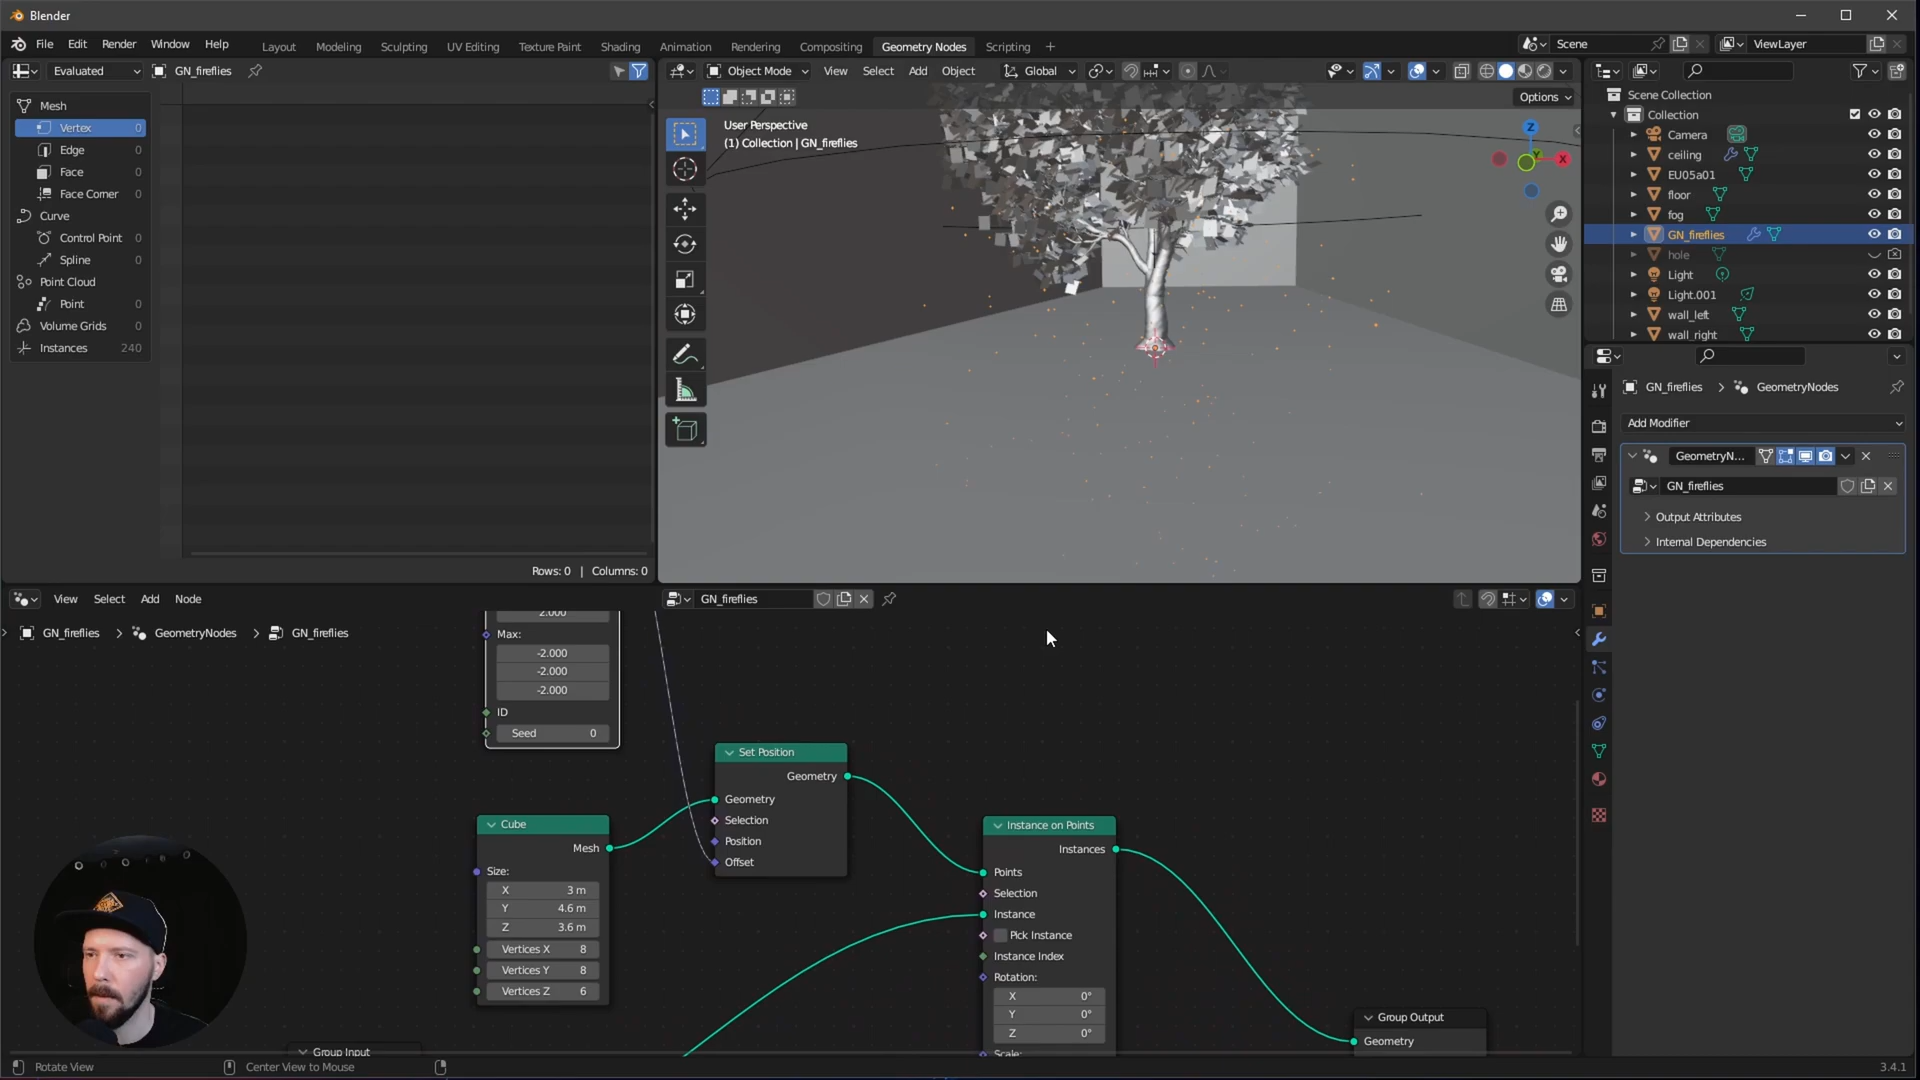 Blender
File Edit Render Window Help
Layout Modeling Sculpting UV Editing Texture Paint Shading Animation Rendering Compositing Geometry Nodes Scripting +
Scene ViewLayer
Evaluated GN_fireflies
Mesh
Vertex 0
Edge 0
Face 0
Face Corner 0
Curve
Control Point 0
Spline 0
Point Cloud
Point 0
Volume Grids 0
Instances 240
Rows: 0 | Columns: 0
Object Mode View Select Add Object Global
Options
User Perspective
(1) Collection | GN_fireflies
Z
Y
X
Scene Collection
Collection
Camera
ceiling
EU05a01
floor
fog
GN_fireflies
hole
Light
Light.001
wall_left
wall_right
GN_fireflies > GeometryNodes
Add Modifier
GeometryN...
GN_fireflies
Output Attributes
Internal Dependencies
View Select Add Node GN_fireflies
GN_fireflies > GeometryNodes > GN_fireflies
2.000
Max:
-2.000
-2.000
-2.000
ID
Seed 0
Set Position
Geometry
Geometry
Selection
Position
Offset
Cube
Mesh
Size:
X 3 m
Y 4.6 m
Z 3.6 m
Vertices X 8
Vertices Y 8
Vertices Z 6
Instance on Points
Instances
Points
Selection
Instance
Pick Instance
Instance Index
Rotation:
X 0°
Y 0°
Z 0°
Scale:
Group Output
Geometry
Group Input
Rotate View Center View to Mouse 3.4.1